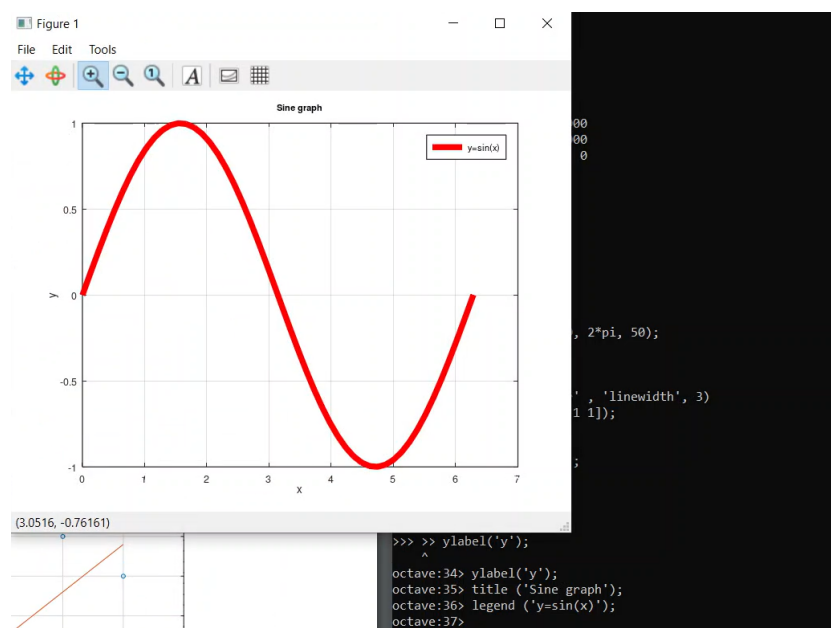 Figure 1
File Edit Tools
A
Sine graph
y=sin(x)
1
0.5
0
-0.5
-1
y
0 1 2 3 4 5 6 7
x
(3.0516, -0.76161)
00
00
0
, 2*pi, 50);
' , 'linewidth', 3)
1 1]);
;
>>> >> ylabel('y');
^
octave:34> ylabel('y');
octave:35> title ('Sine graph');
octave:36> legend ('y=sin(x)');
octave:37>